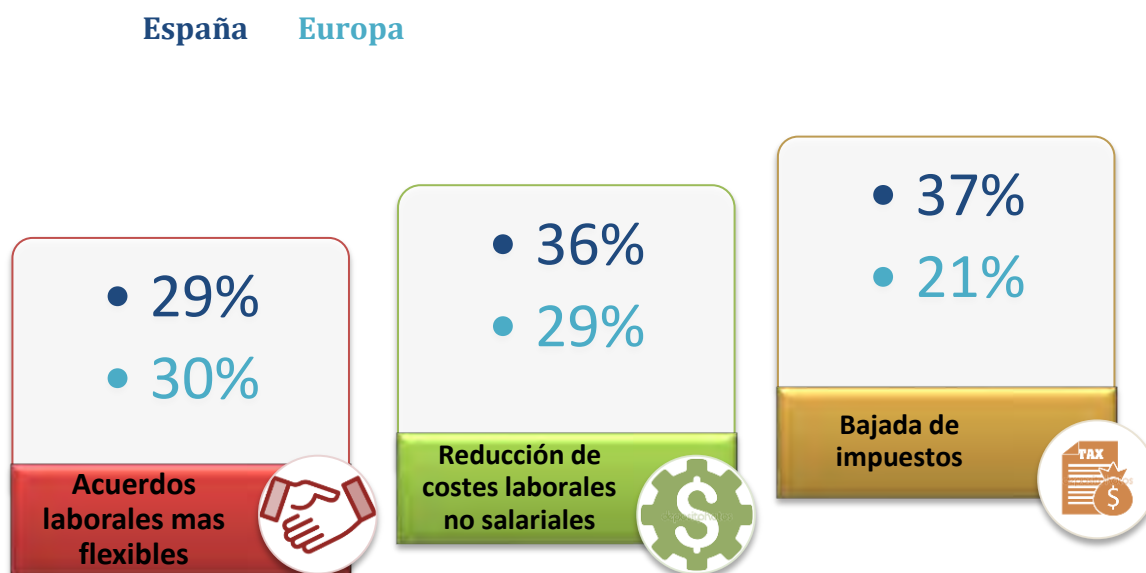 España Europa
• 29%
• 30%
Acuerdos
laborales mas
flexibles
• 36%
• 29%
Reducción de
costes laborales
no salariales
$
• 37%
• 21%
Bajada de
impuestos
TAX
$